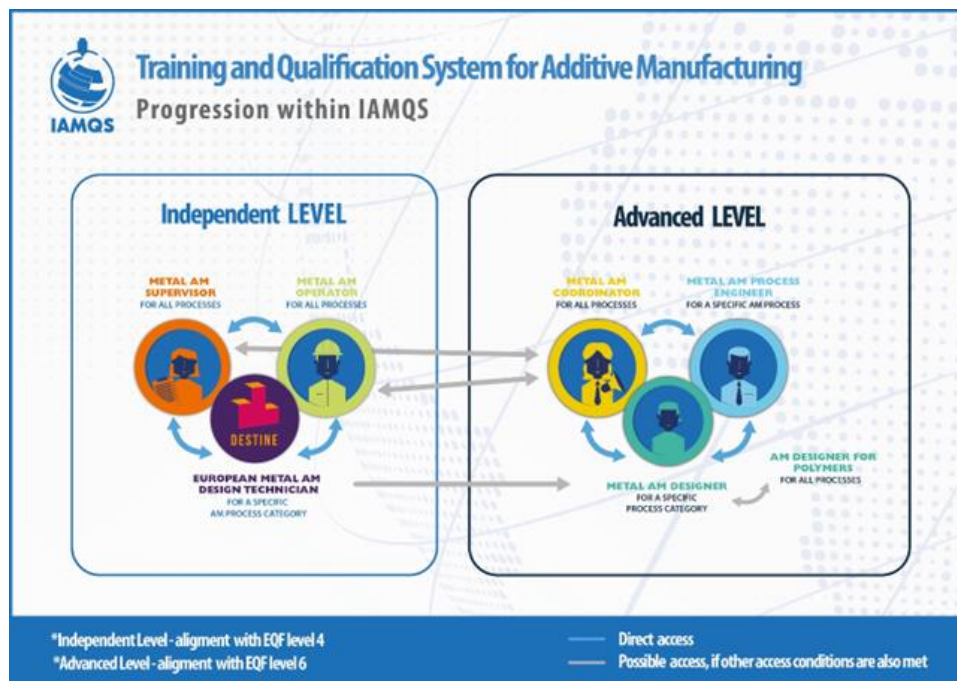 IAMQS
Training and Qualification System for Additive Manufacturing
Progression within IAMQS
Independent LEVEL
METAL AM
SUPERVISOR
FOR ALL PROCESSES
METAL AM
OPERATOR
FOR ALL PROCESSES
DESTINE
EUROPEAN METAL AM
DESIGN TECHNICIAN
FOR A SPECIFIC
AM PROCESS CATEGORY
Advanced LEVEL
METAL AM
COORDINATOR
FOR ALL PROCESSES
METAL AM PROCESS
ENGINEER
FOR A SPECIFIC AM PROCESS
METAL AM DESIGNER
FOR A SPECIFIC
PROCESS CATEGORY
AM DESIGNER FOR
POLYMERS
FOR ALL PROCESSES
*Independent Level - aligment with EQF level 4
*Advanced Level - aligment with EQF level 6
Direct access
Possible access, if other access conditions are also met